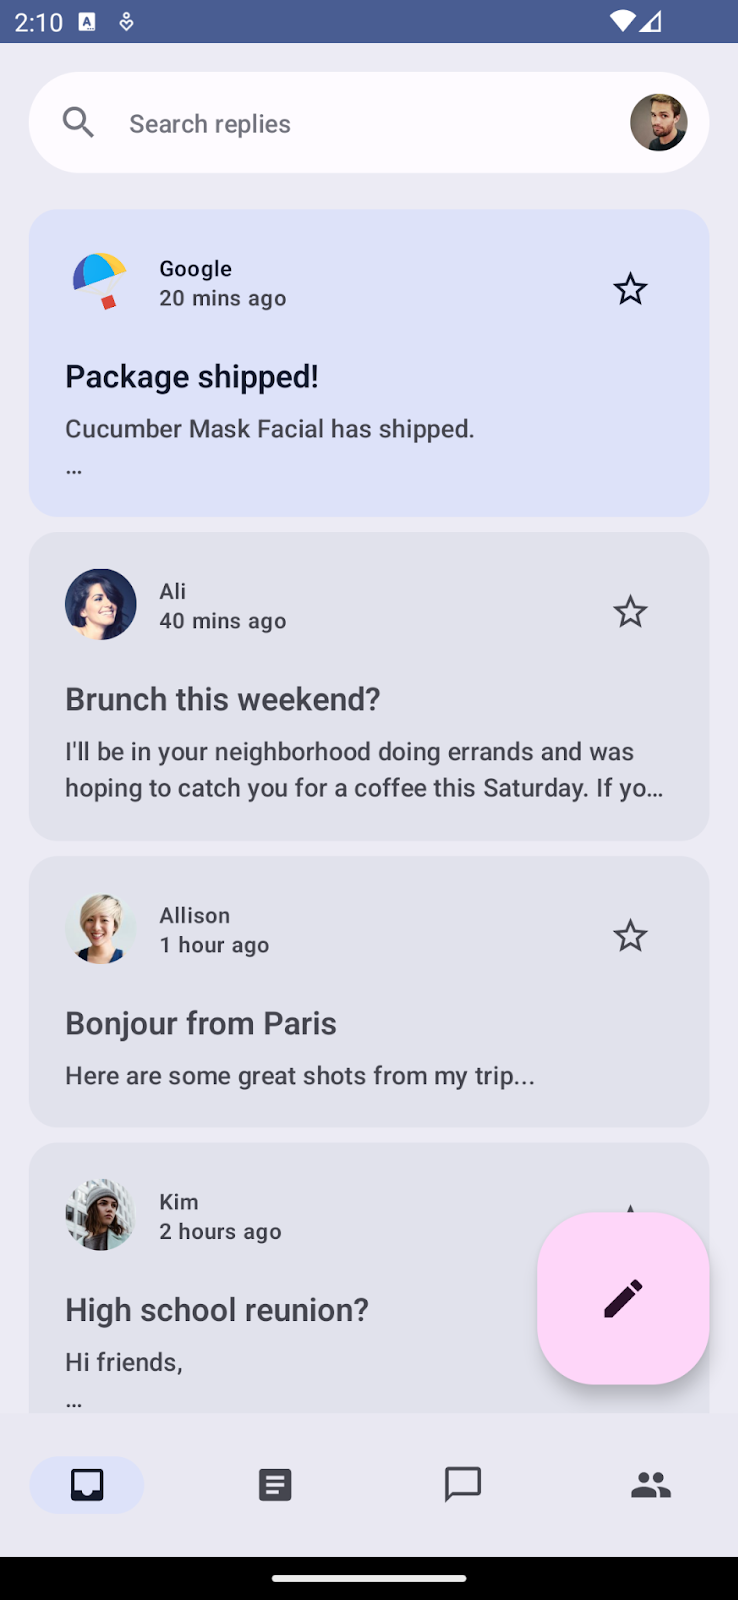 2:10
Search replies
Google
20 mins ago
Package shipped!
Cucumber Mask Facial has shipped.
...
Ali
40 mins ago
Brunch this weekend?
I'll be in your neighborhood doing errands and was
hoping to catch you for a coffee this Saturday. If yo...
Allison
1 hour ago
Bonjour from Paris
Here are some great shots from my trip...
Kim
2 hours ago
High school reunion?
Hi friends,
...